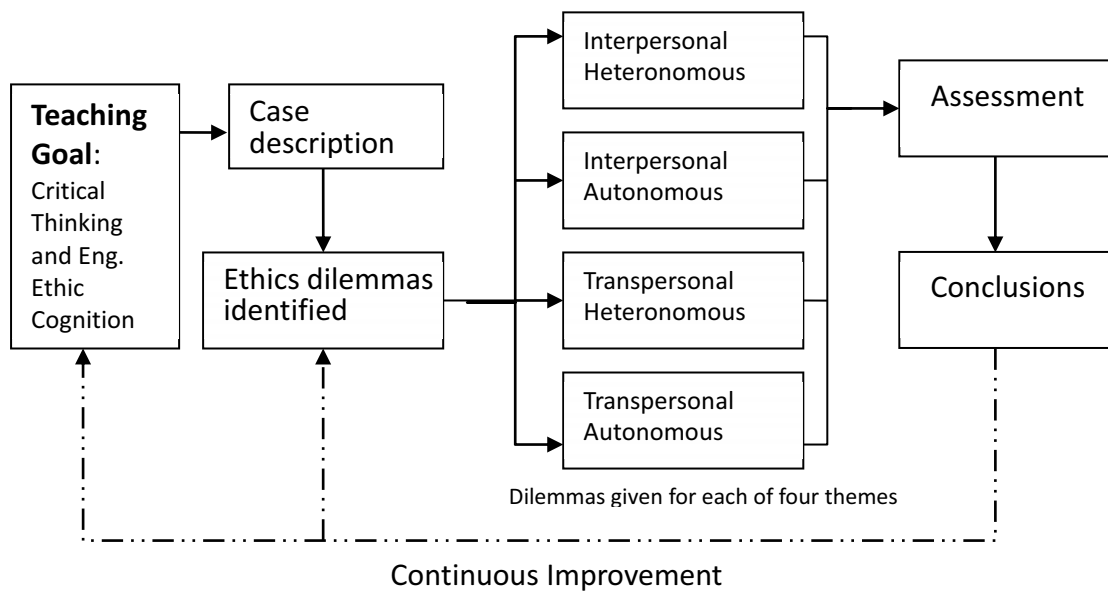 Teaching
Goal:
Critical
Thinking
and Eng.
Ethic
Cognition
Case
description
Ethics dilemmas
identified
Interpersonal
Heteronomous
Interpersonal
Autonomous
Transpersonal
Heteronomous
Transpersonal
Autonomous
Dilemmas given for each of four themes
Assessment
Conclusions
Continuous Improvement